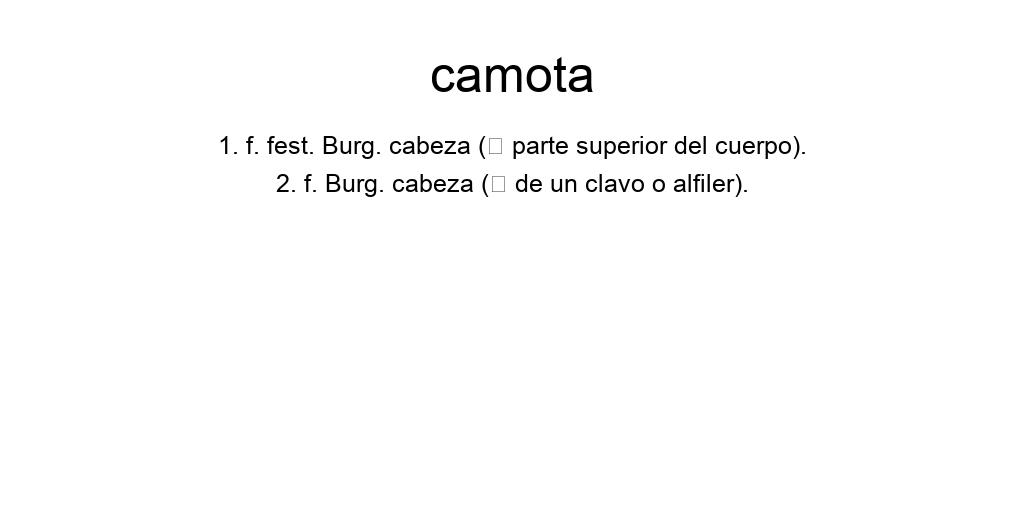 camota
1. f. fest. Burg. cabeza (▯ parte superior del cuerpo).
2. f. Burg. cabeza (▯ de un clavo o alfiler).